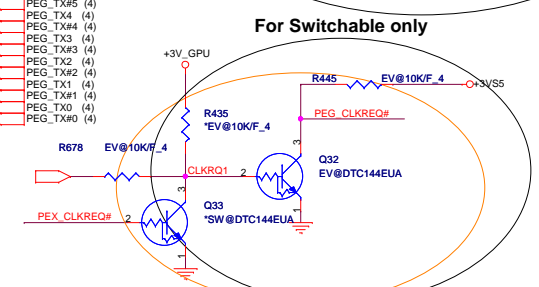 PEG_TX#5 (4)
PEG_TX4 (4)
PEG_TX#4 (4)
PEG_TX3 (4)
PEG_TX#3 (4)
PEG_TX2 (4)
PEG_TX#2 (4)
PEG_TX1 (4)
PEG_TX#1 (4)
PEG_TX0 (4)
PEG_TX#0 (4)
For Switchable only
+3V_GPU
R445 EV@10K/F_4 +3VS5
R435
*EV@10K/F_4
PEG_CLKREQ#
R678 EV@10K/F_4
3
Q32
EV@DTC144EUA
CLKRQ1
2
3
1
Q33
*SW@DTC144EUA
PEX_CLKREQ# 2
1